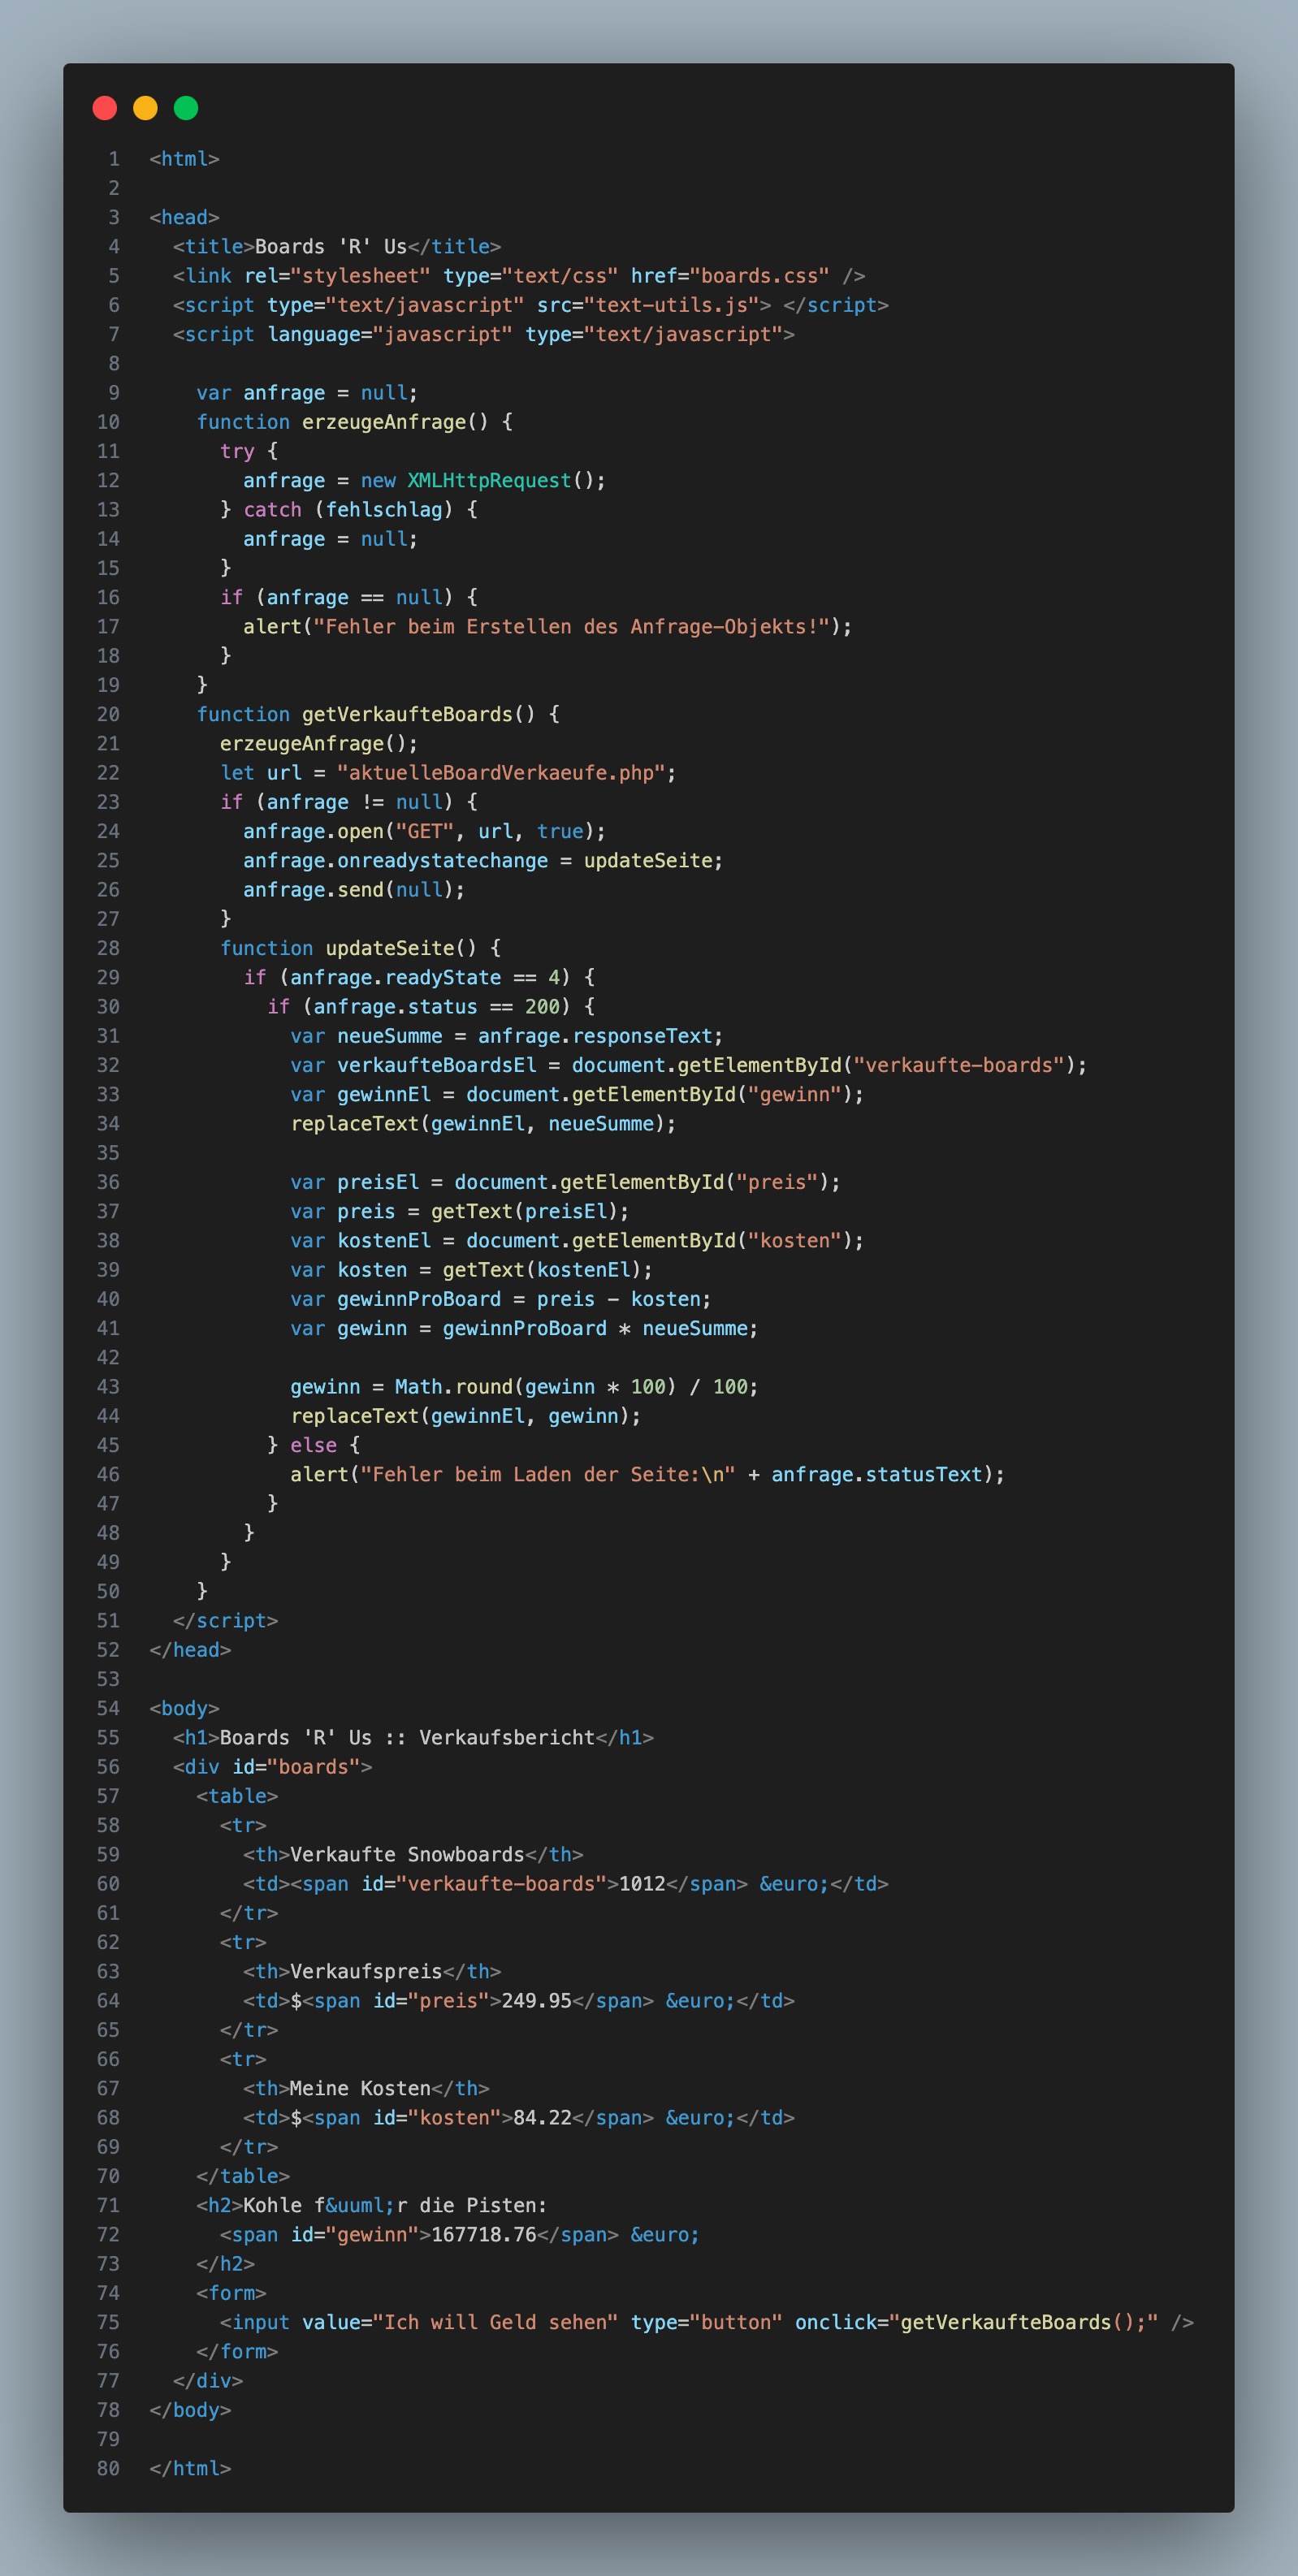 1 <html>
2
3 <head>
4   <title>Boards 'R' Us</title>
5   <link rel="stylesheet" type="text/css" href="boards.css" />
6   <script type="text/javascript" src="text-utils.js"> </script>
7   <script language="javascript" type="text/javascript">
8
9     var anfrage = null;
10     function erzeugeAnfrage() {
11       try {
12         anfrage = new XMLHttpRequest();
13       } catch (fehlschlag) {
14         anfrage = null;
15       }
16       if (anfrage == null) {
17         alert("Fehler beim Erstellen des Anfrage-Objekts!");
18       }
19     }
20     function getVerkaufteBoards() {
21       erzeugeAnfrage();
22       let url = "aktuelleBoardVerkaeufe.php";
23       if (anfrage != null) {
24         anfrage.open("GET", url, true);
25         anfrage.onreadystatechange = updateSeite;
26         anfrage.send(null);
27       }
28       function updateSeite() {
29         if (anfrage.readyState == 4) {
30           if (anfrage.status == 200) {
31             var neueSumme = anfrage.responseText;
32             var verkaufteBoardsEl = document.getElementById("verkaufte-boards");
33             var gewinnEl = document.getElementById("gewinn");
34             replaceText(gewinnEl, neueSumme);
35
36             var preisEl = document.getElementById("preis");
37             var preis = getText(preisEl);
38             var kostenEl = document.getElementById("kosten");
39             var kosten = getText(kostenEl);
40             var gewinnProBoard = preis - kosten;
41             var gewinn = gewinnProBoard * neueSumme;
42
43             gewinn = Math.round(gewinn * 100) / 100;
44             replaceText(gewinnEl, gewinn);
45           } else {
46             alert("Fehler beim Laden der Seite:\n" + anfrage.statusText);
47           }
48         }
49       }
50     }
51   </script>
52 </head>
53
54 <body>
55   <h1>Boards 'R' Us :: Verkaufsbericht</h1>
56   <div id="boards">
57     <table>
58       <tr>
59         <th>Verkaufte Snowboards</th>
60         <td><span id="verkaufte-boards">1012</span> &euro;</td>
61       </tr>
62       <tr>
63         <th>Verkaufspreis</th>
64         <td>$<span id="preis">249.95</span> &euro;</td>
65       </tr>
66       <tr>
67         <th>Meine Kosten</th>
68         <td>$<span id="kosten">84.22</span> &euro;</td>
69       </tr>
70     </table>
71     <h2>Kohle f&uuml;r die Pisten:
72       <span id="gewinn">167718.76</span> &euro;
73     </h2>
74     <form>
75       <input value="Ich will Geld sehen" type="button" onclick="getVerkaufteBoards();" />
76     </form>
77   </div>
78 </body>
79
80 </html>